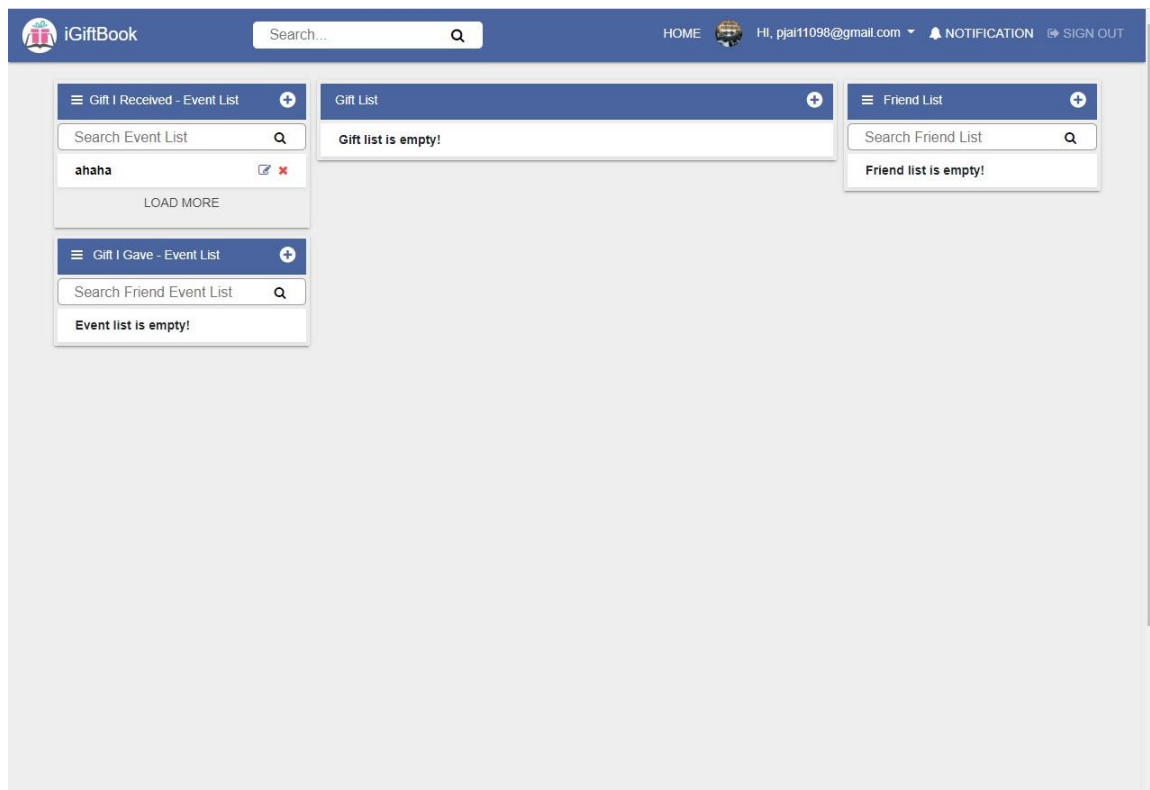 iGiftBook
Search...
HOME
HI, pjai11098@gmail.com
NOTIFICATION
SIGN OUT
Gift I Received - Event List
Search Event List
ahaha
LOAD MORE
Gift I Gave - Event List
Search Friend Event List
Event list is empty!
Gift List
Gift list is empty!
Friend List
Search Friend List
Friend list is empty!